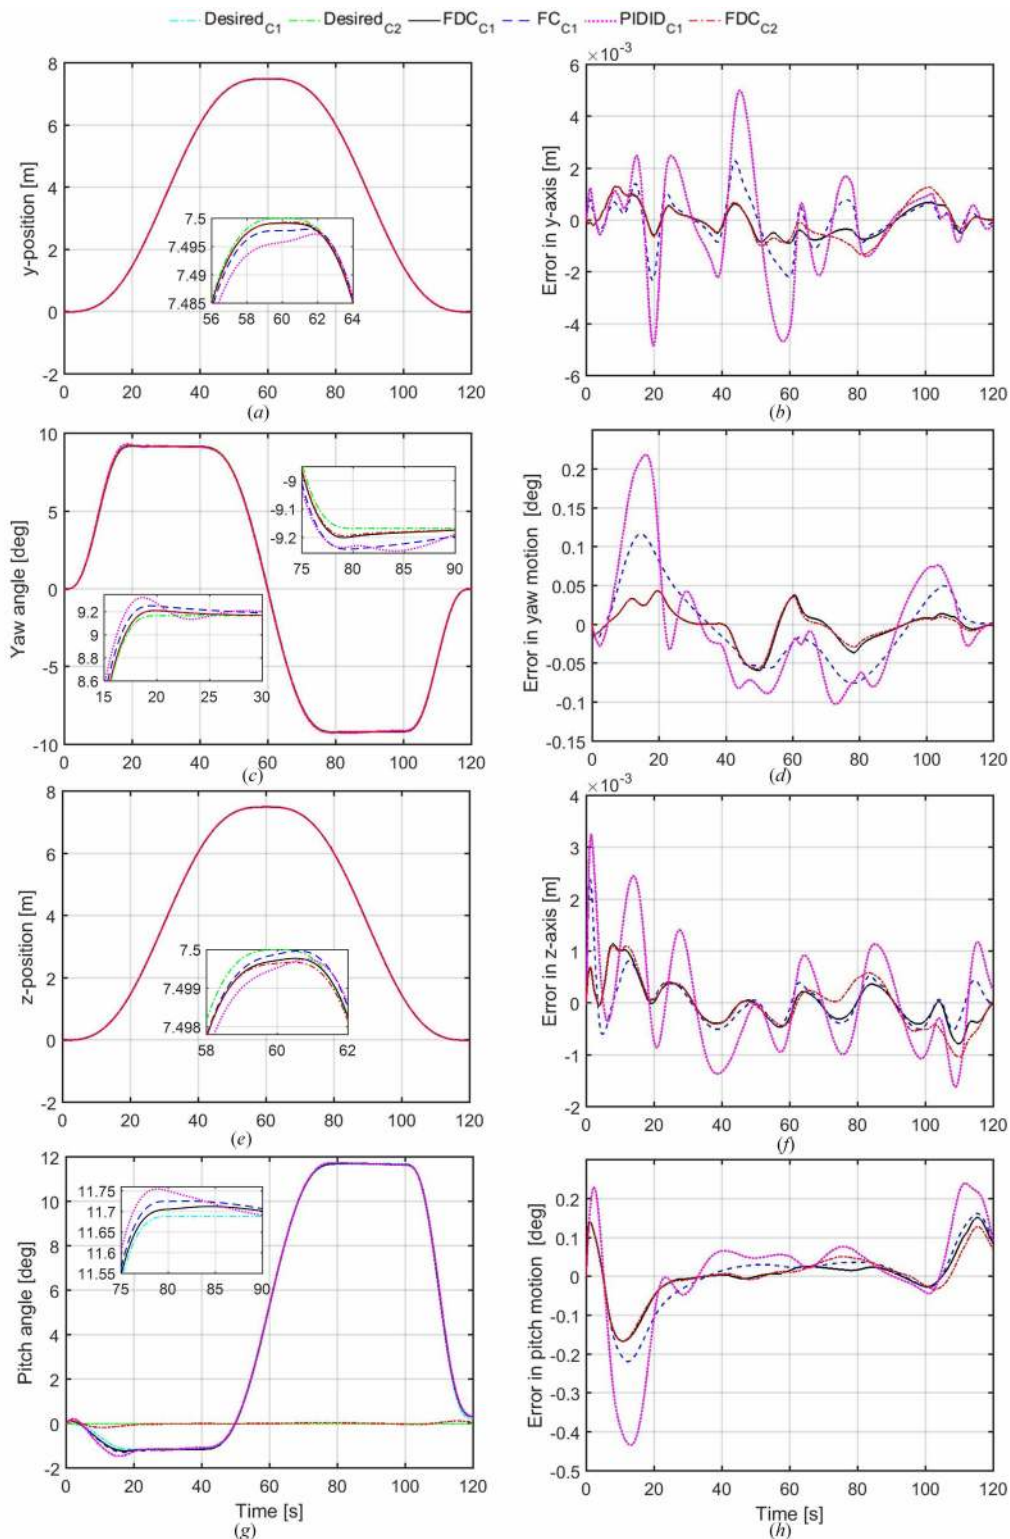 Desired_C1 Desired_C2 FDC_C1 FC_C1 PIDID_C1 FDC_C2
y-position [m]
8
6
4
2
0
-2
7.5
7.495
7.49
7.485
56 58 60 62 64
0 20 40 60 80 100 120
(a)
×10⁻³
Error in y-axis [m]
6
4
2
0
-2
-4
-6
0 20 40 60 80 100 120
(b)
Yaw angle [deg]
10
5
0
-5
-10
-9
-9.1
-9.2
75 80 85 90
9.2
9
8.8
8.6
15 20 25 30
0 20 40 60 80 100 120
(c)
Error in yaw motion [deg]
0.2
0.15
0.1
0.05
0
-0.05
-0.1
-0.15
0 20 40 60 80 100 120
(d)
z-position [m]
8
6
4
2
0
-2
7.5
7.499
7.498
58 60 62
0 20 40 60 80 100 120
(e)
×10⁻³
Error in z-axis [m]
4
3
2
1
0
-1
-2
0 20 40 60 80 100 120
(f)
Pitch angle [deg]
12
10
8
6
4
2
0
-2
11.75
11.7
11.65
11.6
11.55
75 80 85 90
0 20 40 60 80 100 120
Time [s]
(g)
Error in pitch motion [deg]
0.2
0.1
0
-0.1
-0.2
-0.3
-0.4
-0.5
0 20 40 60 80 100 120
Time [s]
(h)